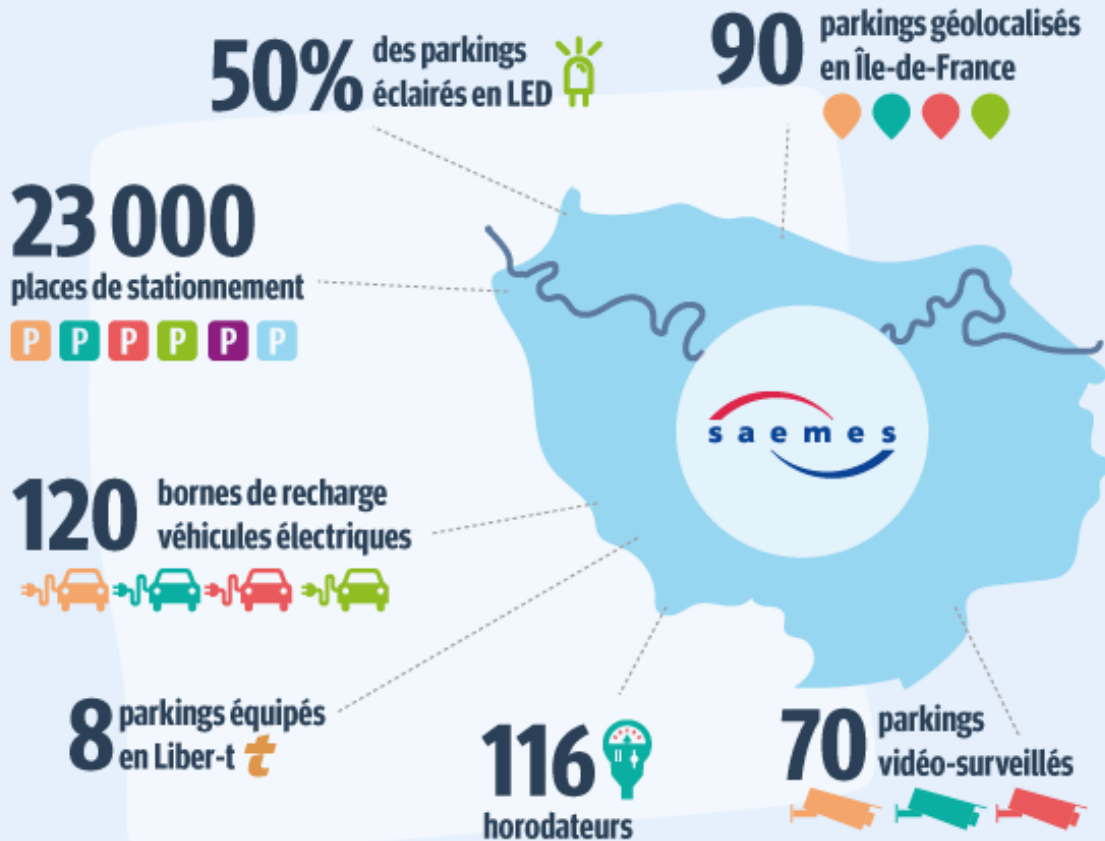 50% des parkings
éclairés en LED
90 parkings géolocalisés
en Île-de-France
23 000
places de stationnement
P P P P P P
saemes
120 bornes de recharge
véhicules électriques
8 parkings équipés
en Liber-t t
116
horodateurs
70 parkings
vidéo-surveillés